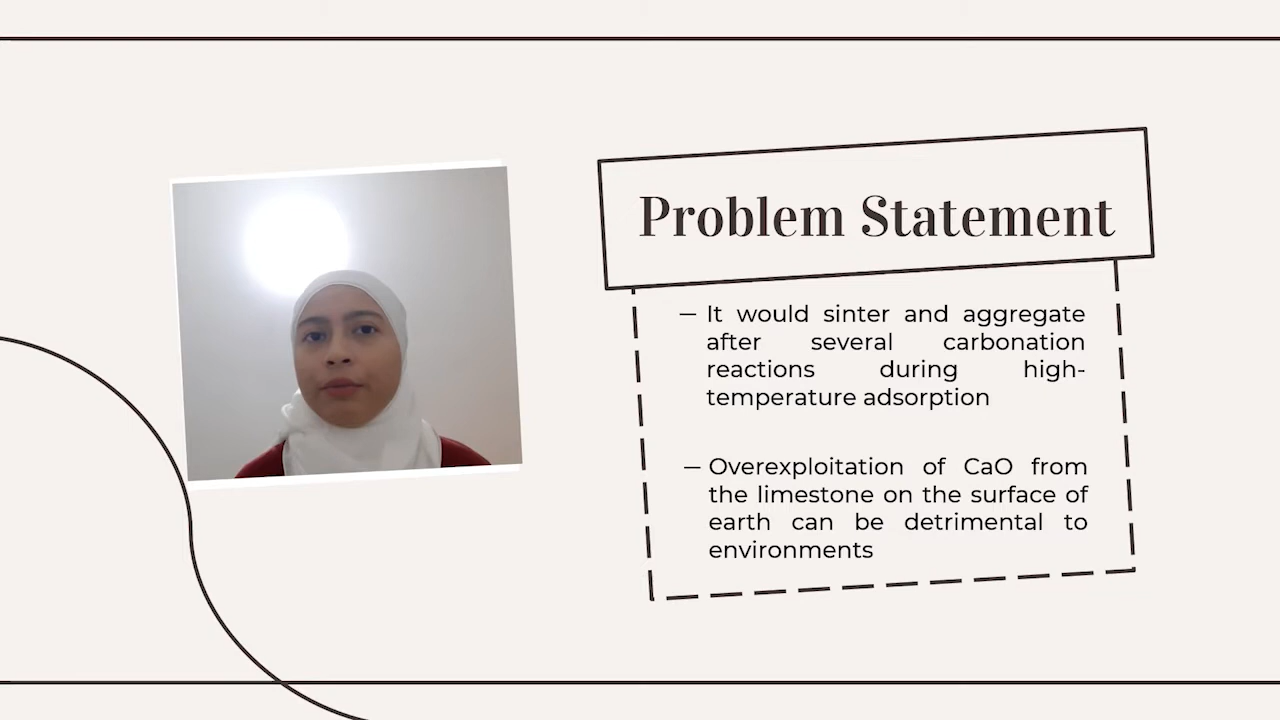 Problem Statement
— It would sinter and aggregate
after several carbonation
reactions during high-
temperature adsorption
— Overexploitation of CaO from
the limestone on the surface of
earth can be detrimental to
environments